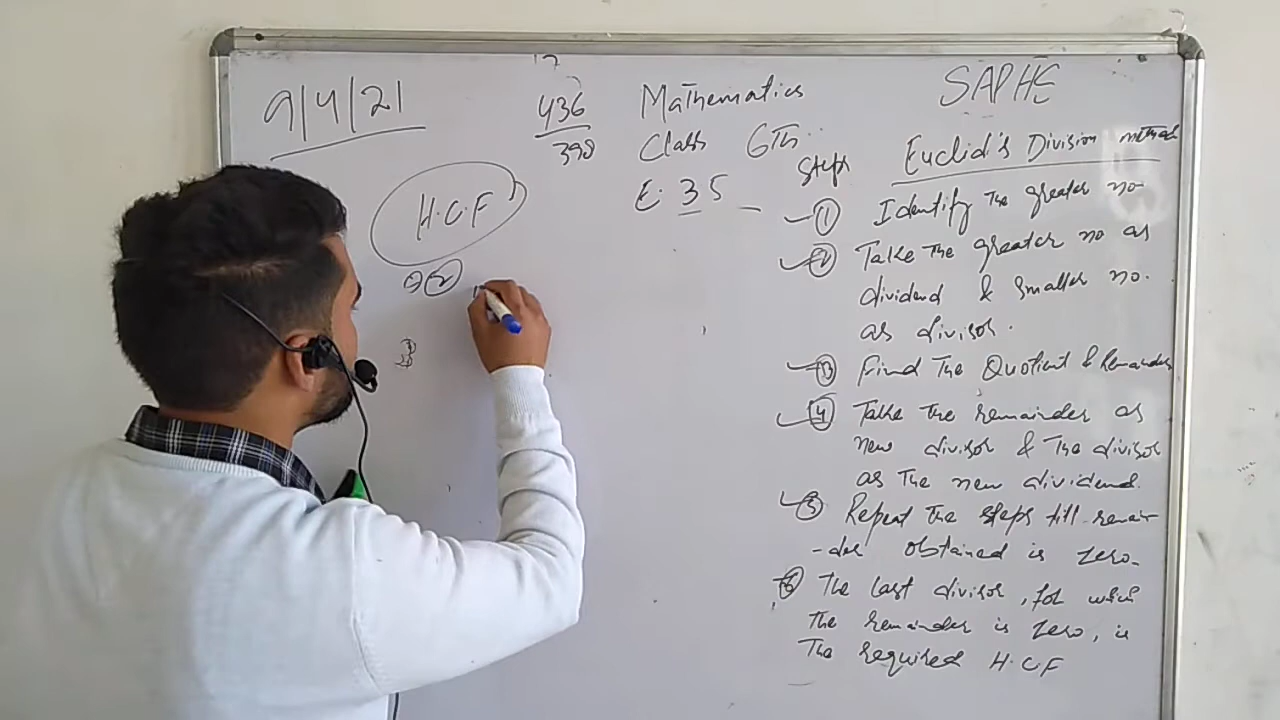 9/4/21
436
398
Mathematics
Class 6Th
E. 35
SAPHE
H.C.F
Q 2
Steps
Euclid's Division method
1 Identify The greater no
2 Take The greater no as
dividend & smaller no.
as divisor.
3 Find The Quotient & Remainder
4 Take The remainder as
new divisor & The divisor
as The new dividend.
5 Repeat The steps till remain
-der obtained is zero.
6 The last divisor, for which
The remainder is zero, is
The required H.C.F